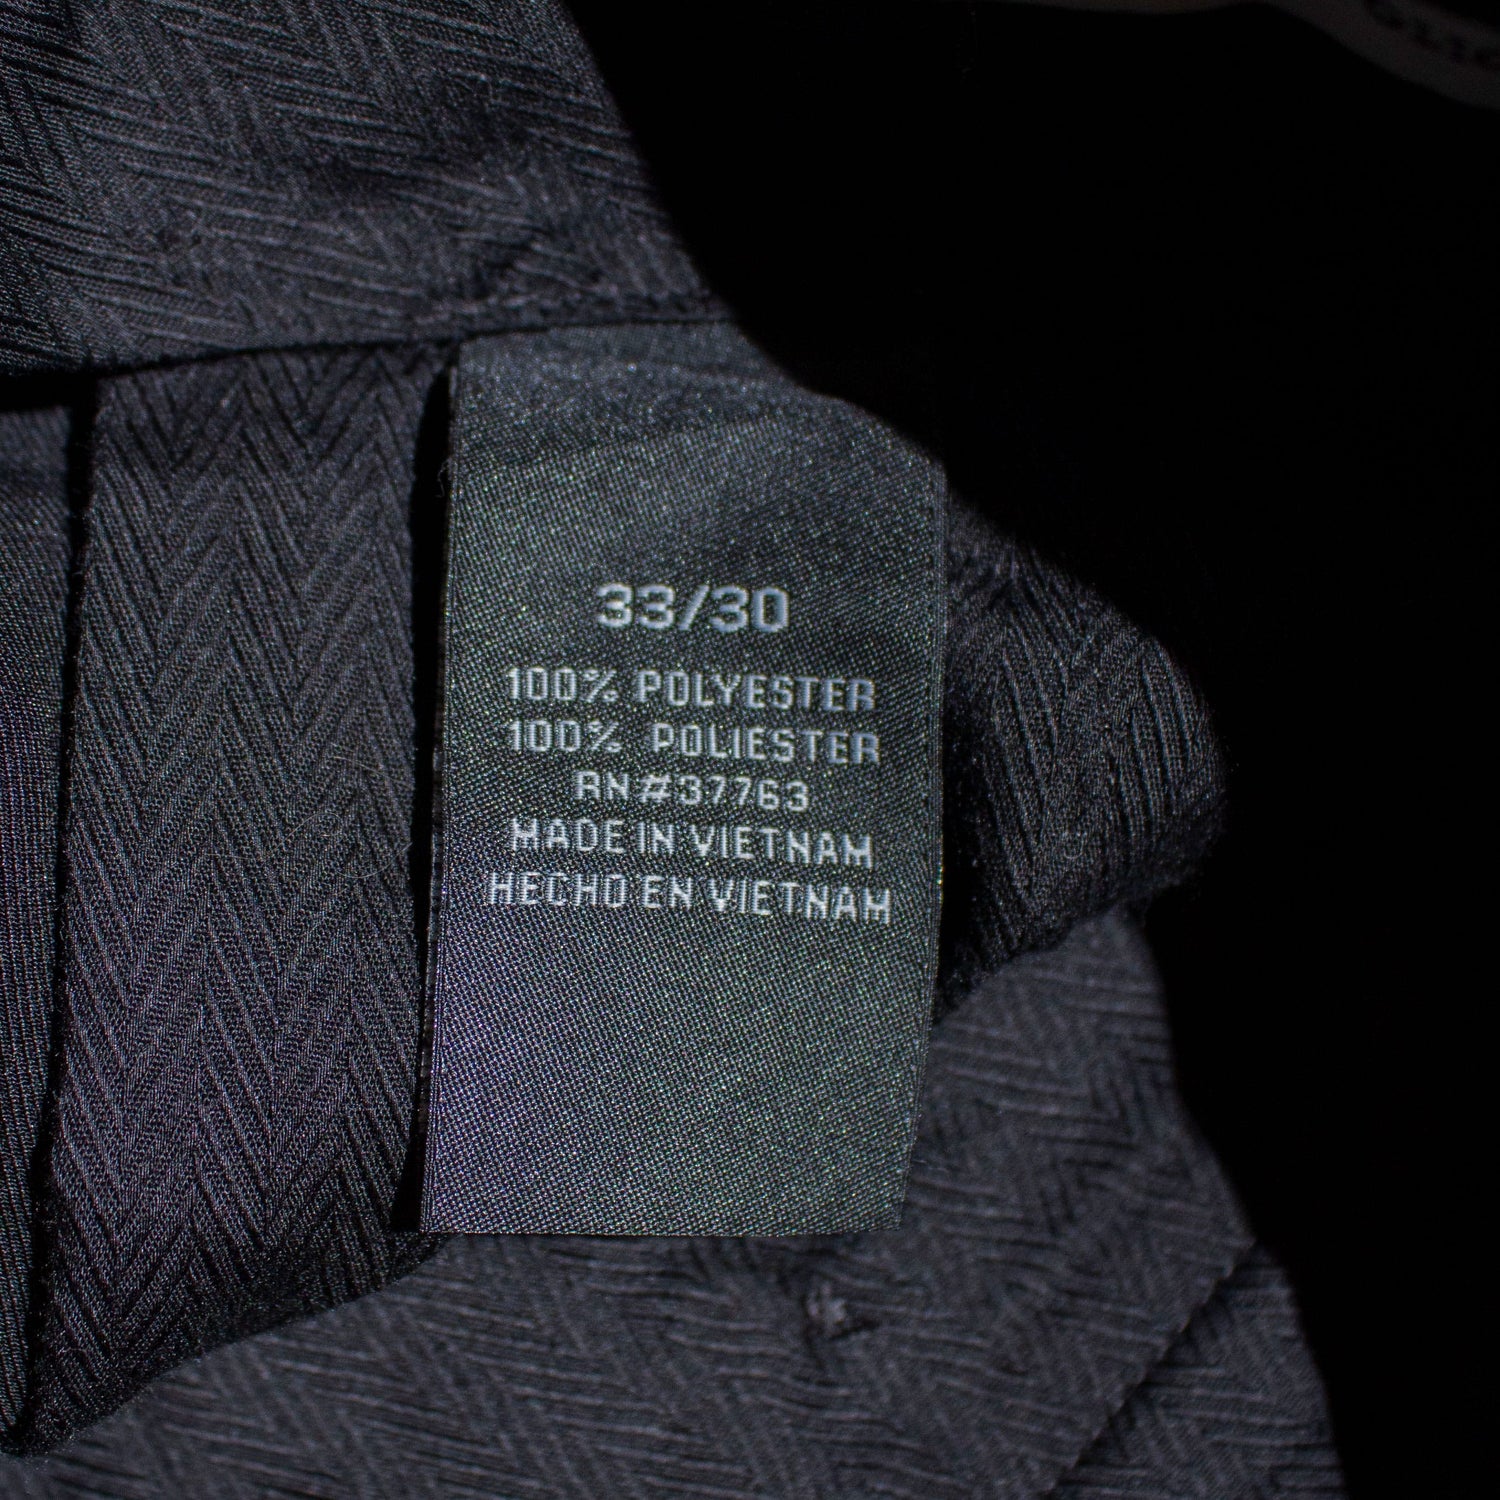 33/30
100% POLYESTER
100% POLIESTER
RN#37763
MADE IN VIETNAM
HECHO EN VIETNAM